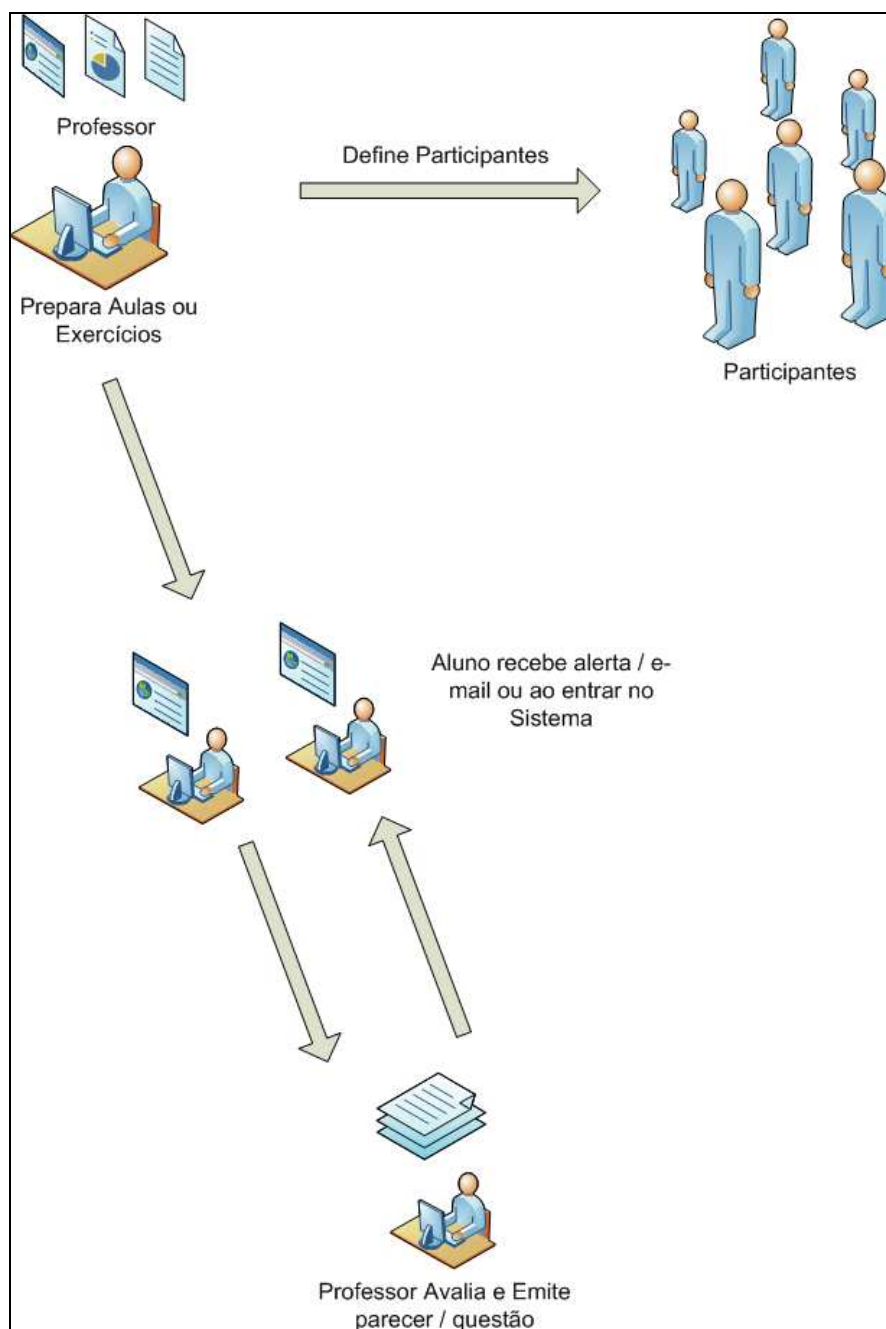 Professor
Define Participantes
Prepara Aulas ou
Exercícios
Participantes
Aluno recebe alerta / e-
mail ou ao entrar no
Sistema
Professor Avalia e Emite
parecer / questão